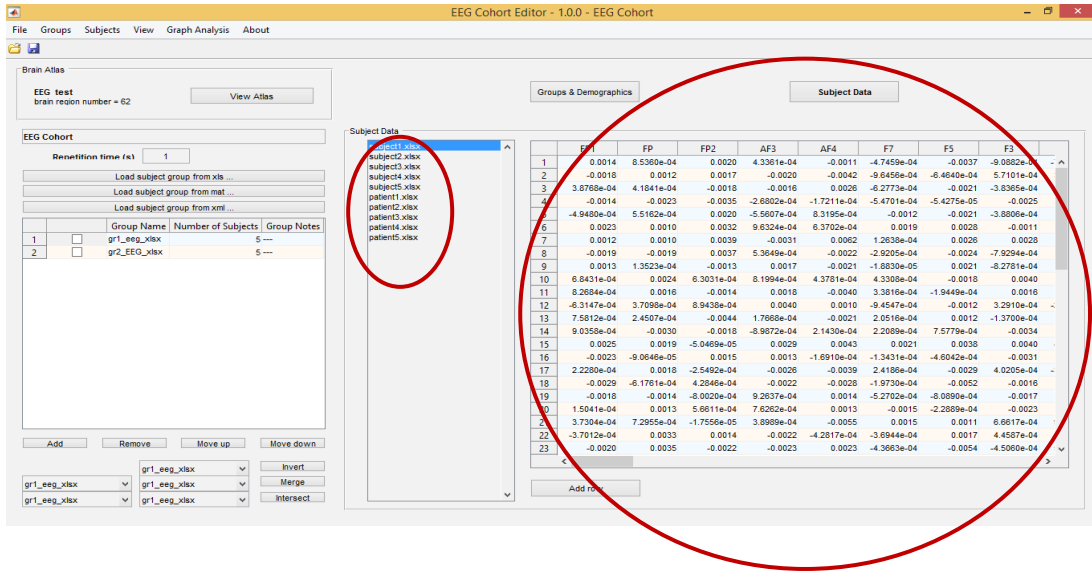 EEG Cohort Editor - 1.0.0 - EEG Cohort
File Groups Subjects View Graph Analysis About
Brain Atlas
EEG test
brain region number = 62
View Atlas
Groups & Demographics
Subject Data
EEG Cohort
Repetition time (s) 1
Load subject group from xls ...
Load subject group from mat ...
Load subject group from xml ...
Group Name Number of Subjects Group Notes
1 gr1_eeg_xlsx 5 ---
2 gr2_EEG_xlsx 5 ---
Add Remove Move up Move down
gr1_eeg_xlsx Invert
gr1_eeg_xlsx gr1_eeg_xlsx Merge
gr1_eeg_xlsx gr1_eeg_xlsx Intersect
Subject Data
subject1.xlsx
subject2.xlsx
subject3.xlsx
subject4.xlsx
subject5.xlsx
patient1.xlsx
patient2.xlsx
patient3.xlsx
patient4.xlsx
patient5.xlsx
FP1 FP FP2 AF3 AF4 F7 F5 F3
1 0.0014 8.5360e-04 0.0020 4.3361e-04 -0.0011 -4.7459e-04 -0.0037 -9.0882e-04
2 -0.0018 0.0012 0.0017 -0.0020 -0.0042 -9.6456e-04 -6.4640e-04 5.7101e-04
3 3.8768e-04 4.1841e-04 -0.0018 -0.0016 0.0026 -6.2773e-04 -0.0021 -3.8365e-04
4 -0.0014 -0.0023 -0.0035 -2.6802e-04 -1.7211e-04 -5.4701e-04 -5.4275e-05 -0.0025
5 -4.9480e-04 5.5162e-04 0.0020 -5.5607e-04 8.3195e-04 -0.0012 -0.0021 -3.8806e-04
6 0.0023 0.0010 0.0032 9.6324e-04 6.3702e-04 0.0019 0.0028 -0.0011
7 0.0012 0.0010 0.0039 -0.0031 0.0062 1.2638e-04 0.0026 0.0028
8 -0.0019 -0.0019 0.0037 5.3649e-04 -0.0022 -2.9205e-04 -0.0024 -7.9294e-04
9 0.0013 1.3523e-04 -0.0013 0.0017 -0.0021 -1.8830e-05 0.0021 -8.2781e-04
10 6.8431e-04 0.0024 6.3031e-04 8.1994e-04 4.3781e-04 4.3308e-04 -0.0018 0.0040
11 8.2684e-04 0.0016 -0.0014 0.0018 -0.0040 3.3816e-04 -1.9449e-04 0.0016
12 -6.3147e-04 3.7098e-04 8.9438e-04 0.0040 0.0010 -9.4547e-04 -0.0012 3.2910e-04
13 7.5812e-04 2.4507e-04 -0.0044 1.7668e-04 -0.0021 2.0516e-04 0.0012 -1.3700e-04
14 9.0358e-04 -0.0030 -0.0018 -8.9872e-04 2.1430e-04 2.2089e-04 7.5779e-04 -0.0034
15 0.0025 0.0019 -5.0469e-05 0.0029 0.0043 0.0021 0.0038 0.0040
16 -0.0023 -9.0646e-05 0.0015 0.0013 -1.6910e-04 -1.3431e-04 -4.6042e-04 -0.0031
17 2.2280e-04 0.0018 -2.5492e-04 -0.0026 -0.0039 2.4186e-04 -0.0029 4.0205e-04
18 -0.0029 -6.1761e-04 4.2846e-04 -0.0022 -0.0028 -1.9730e-04 -0.0052 -0.0016
19 -0.0018 -0.0014 -8.0020e-04 9.2637e-04 0.0014 -5.2702e-04 -8.0890e-04 -0.0017
20 1.5041e-04 0.0013 5.6611e-04 7.6262e-04 0.0013 -0.0015 -2.2889e-04 -0.0023
21 3.7304e-04 7.2955e-04 -1.7556e-05 3.8989e-04 -0.0055 0.0015 0.0011 6.6617e-04
22 -3.7012e-04 0.0033 0.0014 -0.0022 -4.2817e-04 -3.6944e-04 0.0017 4.4587e-04
23 -0.0020 0.0035 -0.0022 -0.0023 0.0023 -4.3663e-04 -0.0054 -4.5060e-04
Add row